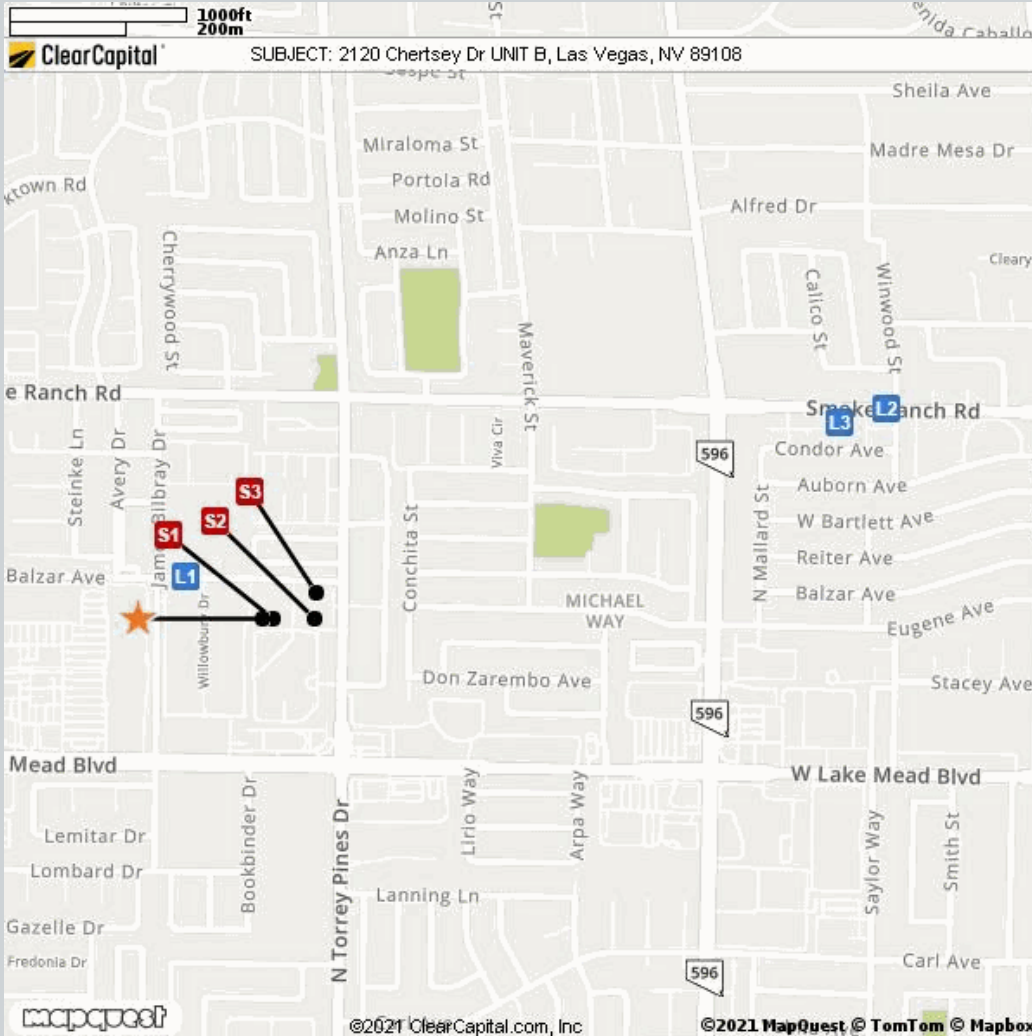 1000ft
200m
St
ClearCapital
SUBJECT: 2120 Chertsey Dr UNIT B, Las Vegas, NV 89108
Sheila Ave
Miraloma St
Madre Mesa Dr
Portola Rd
ktown Rd
Molino St
Alfred Dr
Anza Ln
Cherrywood St
Cleary
Calico St
Winwood St
Maverick St
e Ranch Rd
L2
L3
Viva Cir
Condor Ave
596
Steinke Ln
Avery Dr
S3
Auborn Ave
S2
W Bartlett Ave
S1
N Mallard St
Conchita St
Reiter Ave
Balzar Ave
L1
Balzar Ave
MICHAEL
WAY
Eugene Ave
Willowbury Dr
Don Zarembo Ave
Stacey Ave
596
Mead Blvd
W Lake Mead Blvd
Lirio Way
Arpa Way
Bookbinder Dr
N Torrey Pines Dr
Saylor Way
Smith St
Lemitar Dr
Lombard Dr
Lanning Ln
Gazelle Dr
Fredonia Dr
Carl Ave
596
mapquest
©2021 ClearCapital.com, Inc
©2021 MapQuest © TomTom © Mapbox